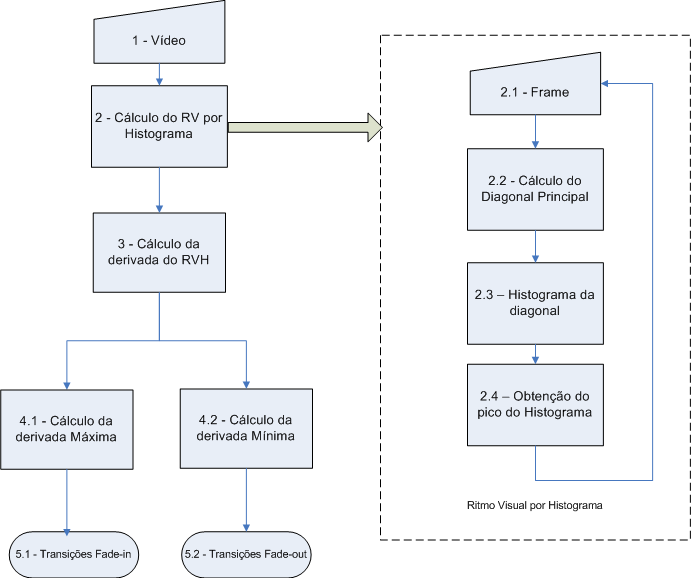 1 - Vídeo
2 - Cálculo do RV por
Histograma
3 - Cálculo da
derivada do RVH
4.1 - Cálculo da
derivada Máxima
4.2 - Cálculo da
derivada Mínima
5.1 - Transições Fade-in
5.2 - Transições Fade-out
2.1 - Frame
2.2 - Cálculo do
Diagonal Principal
2.3 – Histograma da
diagonal
2.4 – Obtenção do
pico do Histograma
Ritmo Visual por Histograma